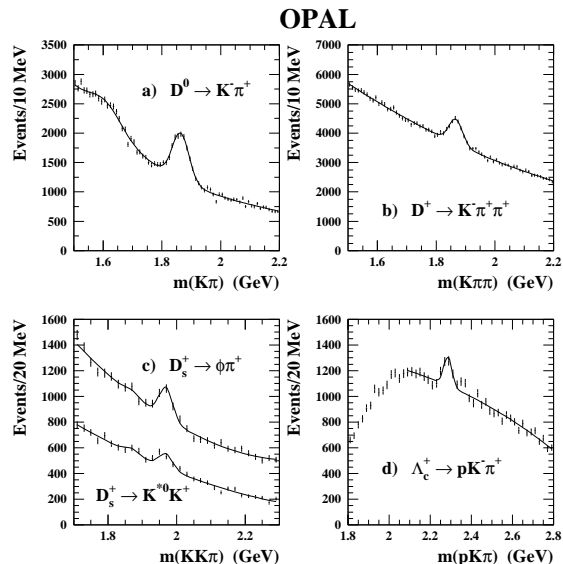 OPAL
Events/10 MeV
3500
3000
2500
2000
1500
1000
500
0
a) D⁰ → K⁻π⁺
1.6 1.8 2 2.2
m(Kπ) (GeV)
Events/10 MeV
7000
6000
5000
4000
3000
2000
1000
0
b) D⁺ → K⁻π⁺π⁺
1.6 1.8 2 2.2
m(Kππ) (GeV)
Events/20 MeV
1600
1400
1200
1000
800
600
400
200
0
c) Dₛ⁺ → ϕπ⁺
Dₛ⁺ → K*⁰K⁺
1.8 2 2.2
m(KKπ) (GeV)
Events/20 MeV
1600
1400
1200
1000
800
600
400
200
0
d) Λ_c⁺ → pK⁻π⁺
1.8 2 2.2 2.4 2.6 2.8
m(pKπ) (GeV)